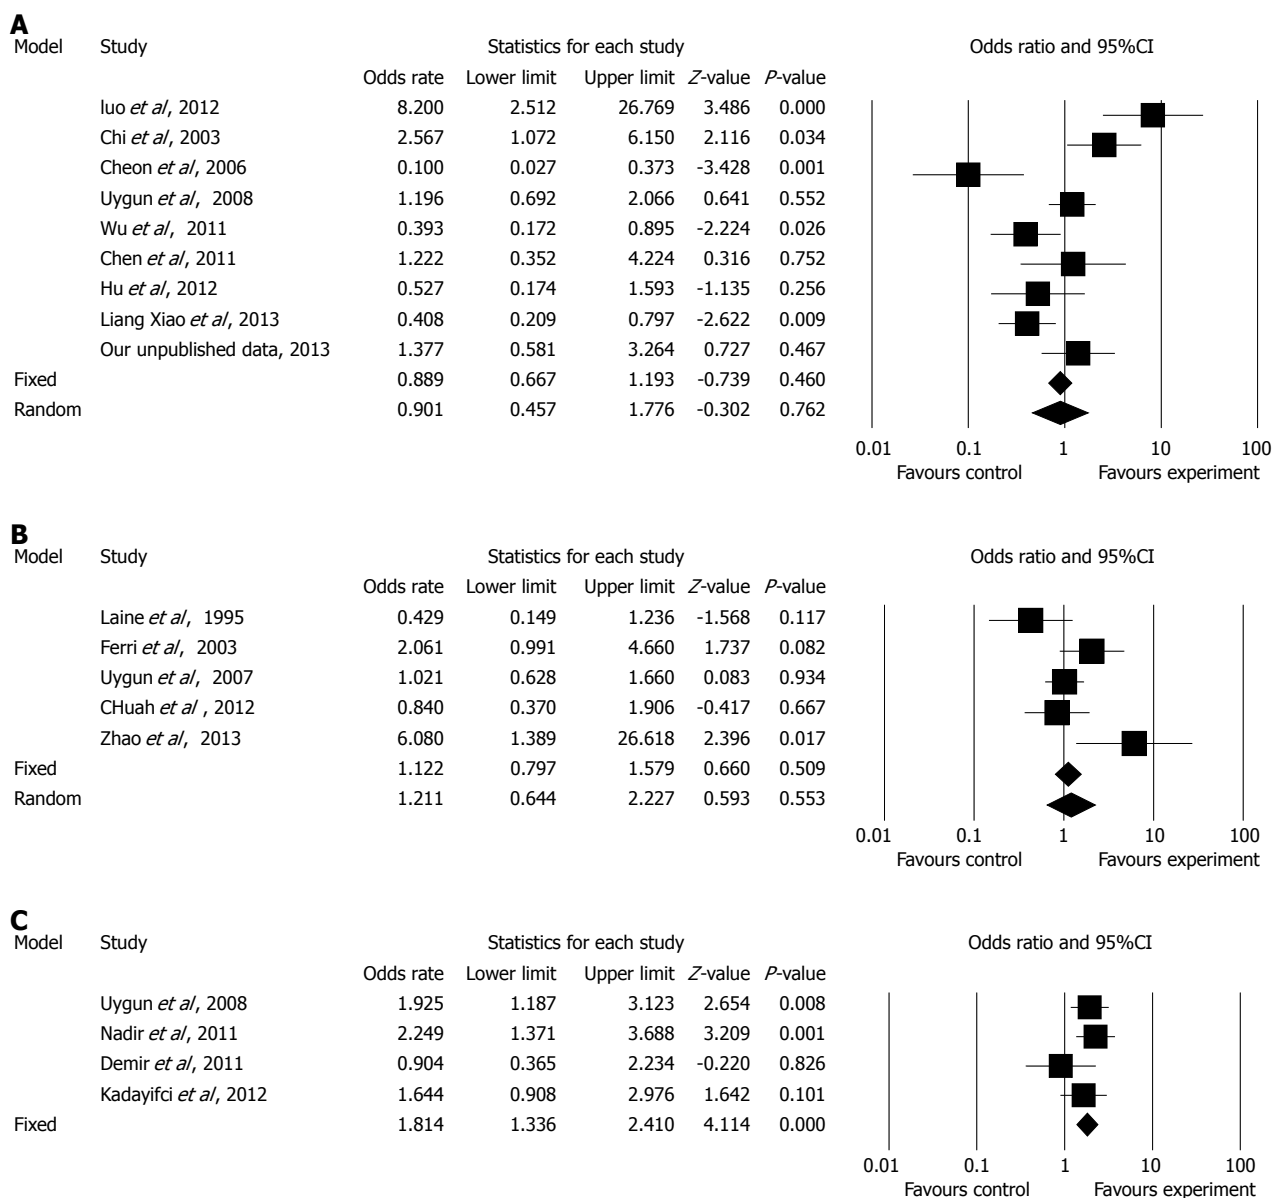 A
Model Study Statistics for each study Odds ratio and 95%CI
Odds rate Lower limit Upper limit Z-value P-value
luo et al, 2012 8.200 2.512 26.769 3.486 0.000
Chi et al, 2003 2.567 1.072 6.150 2.116 0.034
Cheon et al, 2006 0.100 0.027 0.373 -3.428 0.001
Uygun et al, 2008 1.196 0.692 2.066 0.641 0.552
Wu et al, 2011 0.393 0.172 0.895 -2.224 0.026
Chen et al, 2011 1.222 0.352 4.224 0.316 0.752
Hu et al, 2012 0.527 0.174 1.593 -1.135 0.256
Liang Xiao et al, 2013 0.408 0.209 0.797 -2.622 0.009
Our unpublished data, 2013 1.377 0.581 3.264 0.727 0.467
Fixed 0.889 0.667 1.193 -0.739 0.460
Random 0.901 0.457 1.776 -0.302 0.762
0.01 0.1 1 10 100
Favours control Favours experiment
B
Model Study Statistics for each study Odds ratio and 95%CI
Odds rate Lower limit Upper limit Z-value P-value
Laine et al, 1995 0.429 0.149 1.236 -1.568 0.117
Ferri et al, 2003 2.061 0.991 4.660 1.737 0.082
Uygun et al, 2007 1.021 0.628 1.660 0.083 0.934
CHuah et al , 2012 0.840 0.370 1.906 -0.417 0.667
Zhao et al, 2013 6.080 1.389 26.618 2.396 0.017
Fixed 1.122 0.797 1.579 0.660 0.509
Random 1.211 0.644 2.227 0.593 0.553
0.01 0.1 1 10 100
Favours control Favours experiment
C
Model Study Statistics for each study Odds ratio and 95%CI
Odds rate Lower limit Upper limit Z-value P-value
Uygun et al, 2008 1.925 1.187 3.123 2.654 0.008
Nadir et al, 2011 2.249 1.371 3.688 3.209 0.001
Demir et al, 2011 0.904 0.365 2.234 -0.220 0.826
Kadayifci et al, 2012 1.644 0.908 2.976 1.642 0.101
Fixed 1.814 1.336 2.410 4.114 0.000
0.01 0.1 1 10 100
Favours control Favours experiment